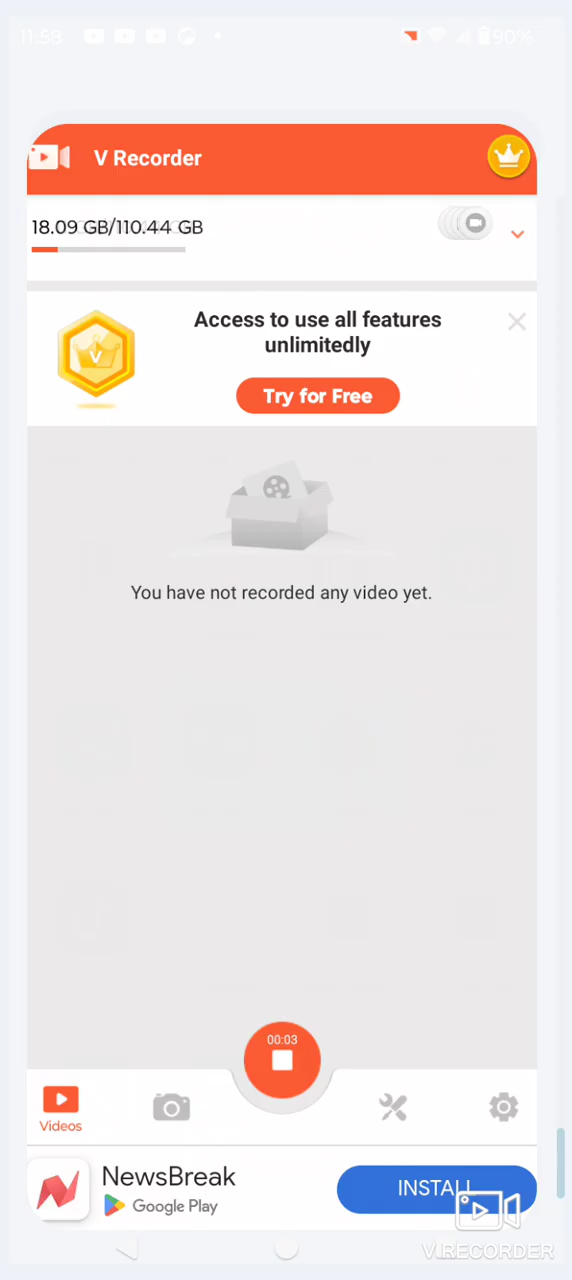 11:58
90%
V Recorder
18.09 GB/110.44 GB
Access to use all features
unlimitedly
Try for Free
V
You have not recorded any video yet.
00:03
Videos
NewsBreak
Google Play
INSTALL
V RECORDER